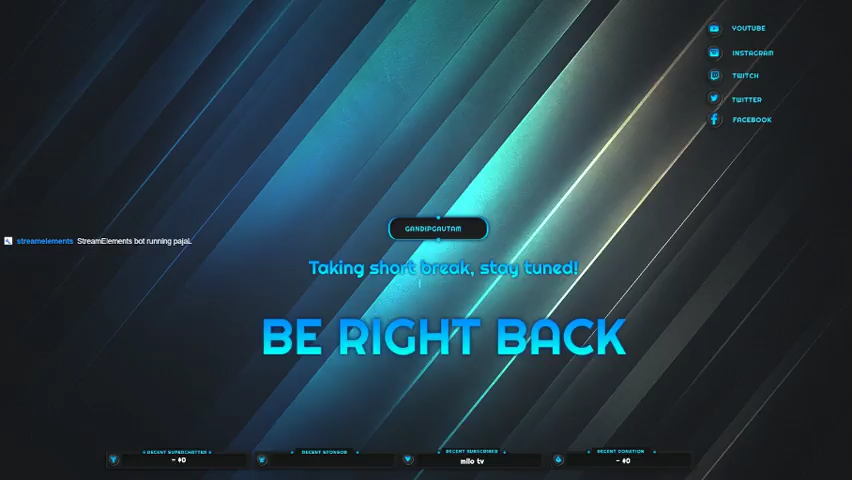 YOUTUBE
INSTAGRAM
TWITCH
TWITTER
FACEBOOK
GANDIPGAUTAM
streamelements StreamElements bot running pajaL
Taking short break, stay tuned!
BE RIGHT BACK
RECENT SUPERCHATTER
RECENT SPONSOR
RECENT SUBSCRIBER
milo tv
RECENT DONATION